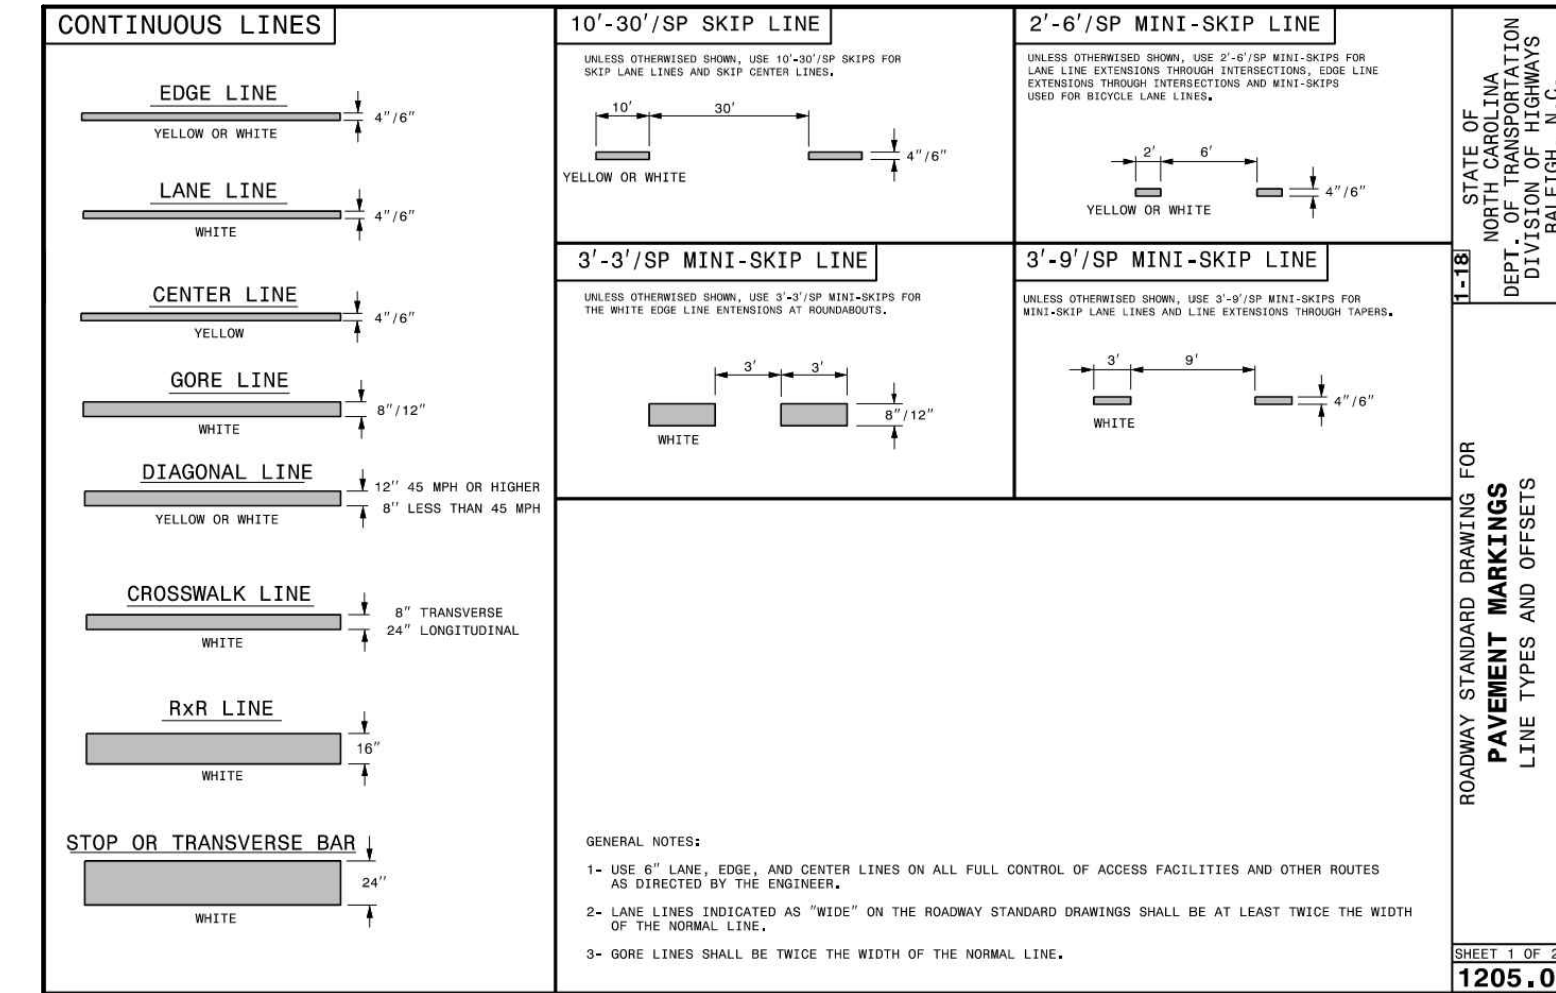 CONTINUOUS LINES
EDGE LINE
4"/6"
YELLOW OR WHITE
LANE LINE
4"/6"
WHITE
CENTER LINE
4"/6"
YELLOW
GORE LINE
8"/12"
WHITE
DIAGONAL LINE
12" 45 MPH OR HIGHER
8" LESS THAN 45 MPH
YELLOW OR WHITE
CROSSWALK LINE
8" TRANSVERSE
24" LONGITUDINAL
WHITE
RxR LINE
16"
WHITE
STOP OR TRANSVERSE BAR
24"
WHITE
10'-30'/SP SKIP LINE
UNLESS OTHERWISED SHOWN, USE 10'-30'/SP SKIPS FOR
SKIP LANE LINES AND SKIP CENTER LINES.
10' 30'
4"/6"
YELLOW OR WHITE
2'-6'/SP MINI-SKIP LINE
UNLESS OTHERWISED SHOWN, USE 2'-6'/SP MINI-SKIPS FOR
LANE LINE EXTENSIONS THROUGH INTERSECTIONS, EDGE LINE
EXTENSIONS THROUGH INTERSECTIONS AND MINI-SKIPS
USED FOR BICYCLE LANE LINES.
2' 6'
4"/6"
YELLOW OR WHITE
3'-3'/SP MINI-SKIP LINE
UNLESS OTHERWISED SHOWN, USE 3'-3'/SP MINI-SKIPS FOR
THE WHITE EDGE LINE ENTENSIONS AT ROUNDABOUTS.
3' 3'
8"/12"
WHITE
3'-9'/SP MINI-SKIP LINE
UNLESS OTHERWISED SHOWN, USE 3'-9'/SP MINI-SKIPS FOR
MINI-SKIP LANE LINES AND LINE EXTENSIONS THROUGH TAPERS.
3' 9'
4"/6"
WHITE
GENERAL NOTES:
1- USE 6" LANE, EDGE, AND CENTER LINES ON ALL FULL CONTROL OF ACCESS FACILITIES AND OTHER ROUTES
AS DIRECTED BY THE ENGINEER.
2- LANE LINES INDICATED AS "WIDE" ON THE ROADWAY STANDARD DRAWINGS SHALL BE AT LEAST TWICE THE WIDTH
OF THE NORMAL LINE.
3- GORE LINES SHALL BE TWICE THE WIDTH OF THE NORMAL LINE.
STATE OF
NORTH CAROLINA
DEPT. OF TRANSPORTATION
DIVISION OF HIGHWAYS
RALEIGH, N.C.
1-18
ROADWAY STANDARD DRAWING FOR
PAVEMENT MARKINGS
LINE TYPES AND OFFSETS
SHEET 1 OF 2
1205.0